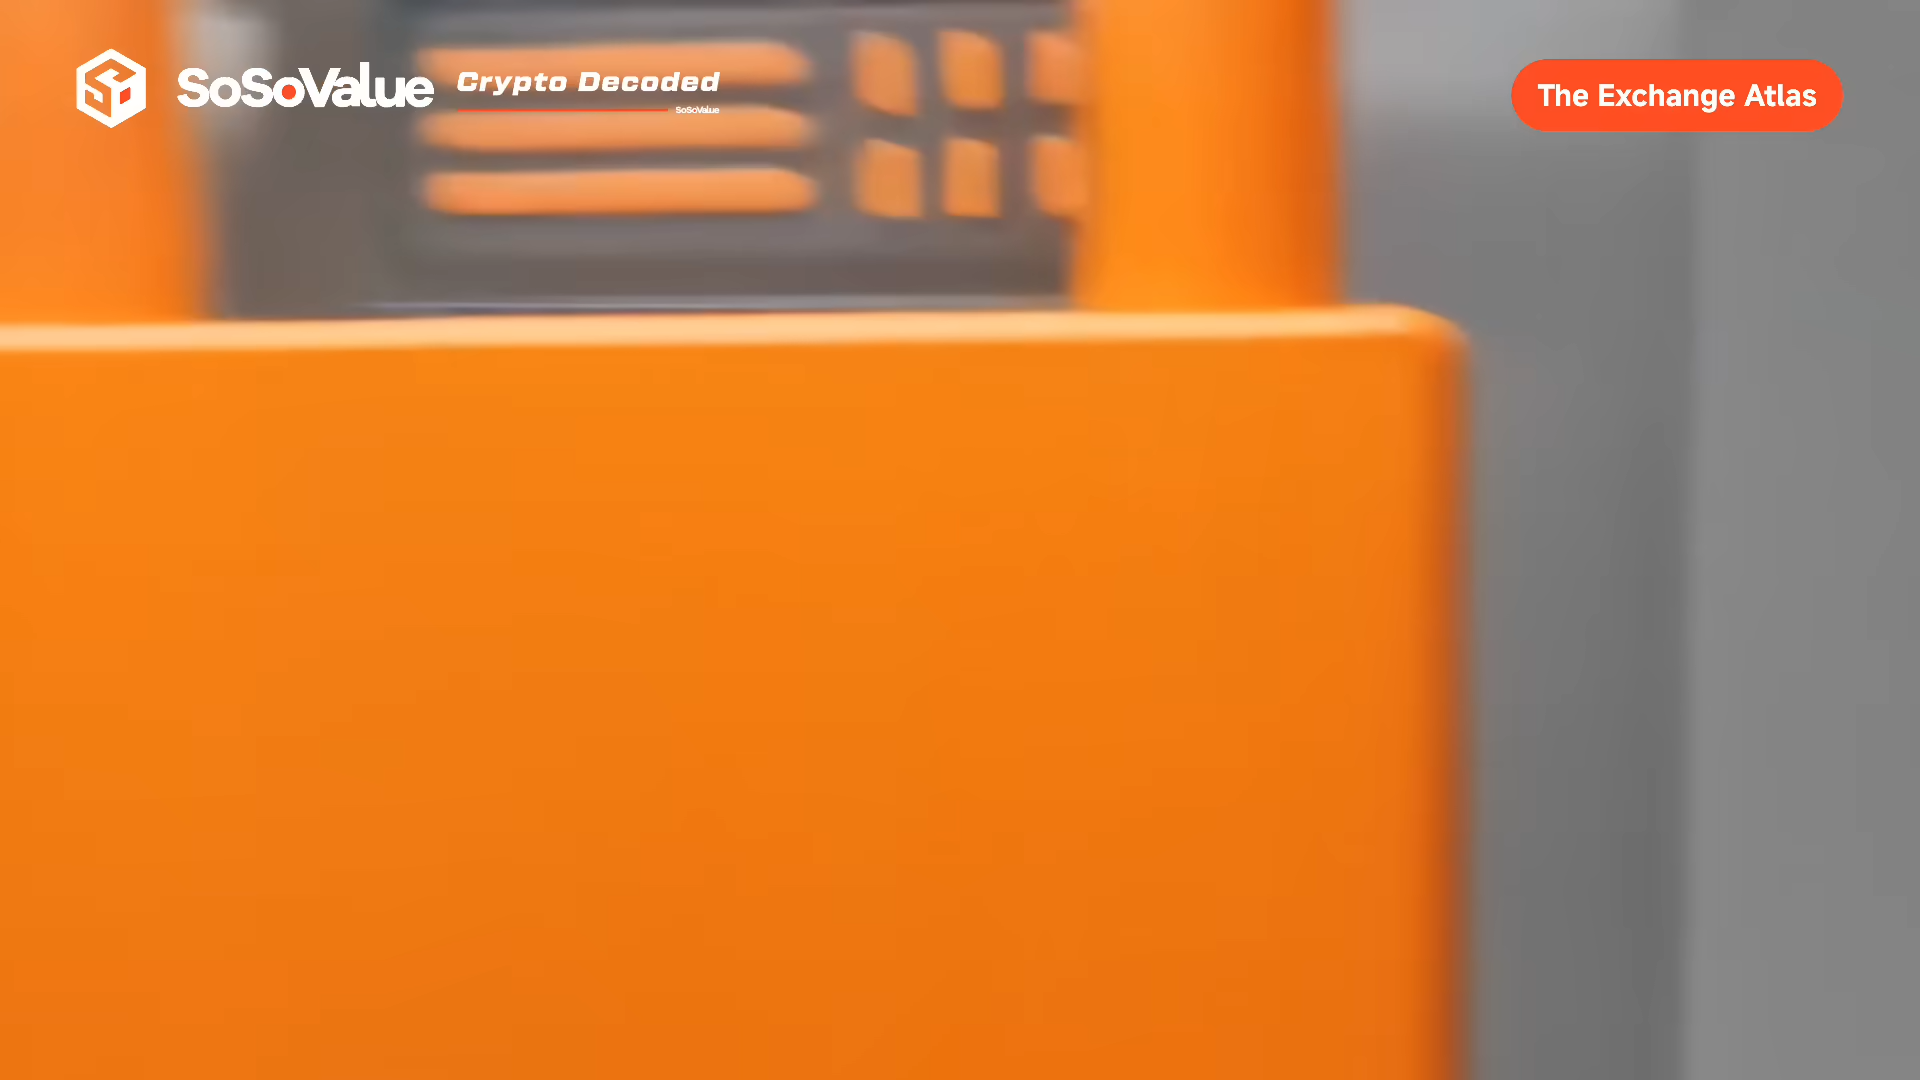 SoSoValue
Crypto Decoded
SoSoValue
The Exchange Atlas